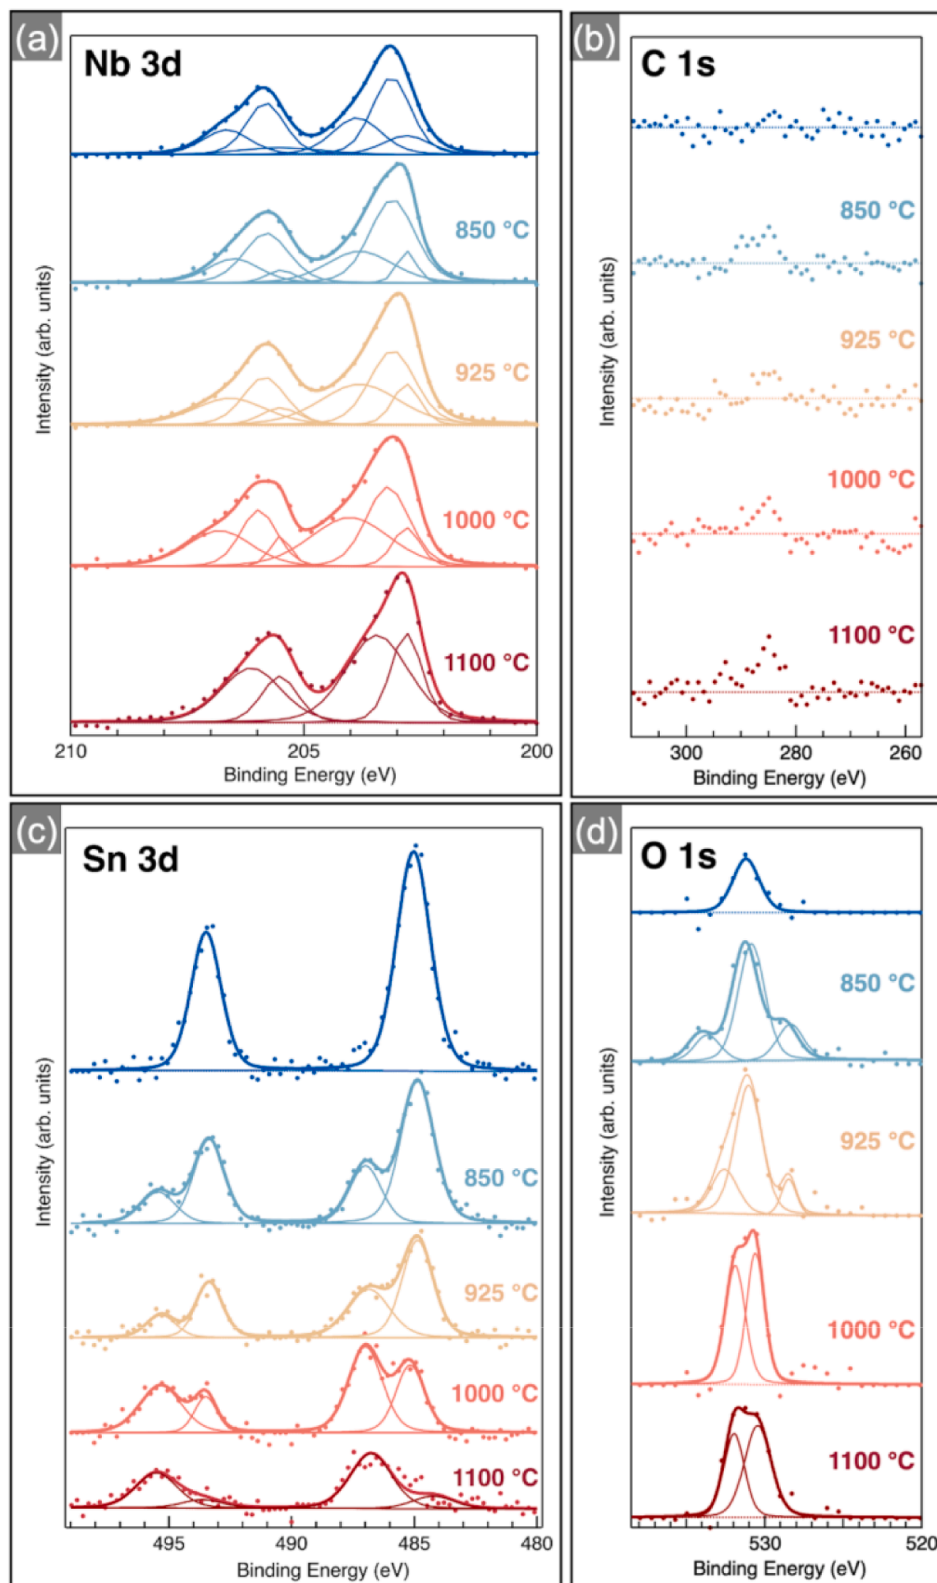 (a)
Nb 3d
850 °C
925 °C
1000 °C
1100 °C
Intensity (arb. units)
210
205
200
Binding Energy (eV)
(b)
C 1s
850 °C
925 °C
1000 °C
1100 °C
Intensity (arb. units)
300
280
260
Binding Energy (eV)
(c)
Sn 3d
850 °C
925 °C
1000 °C
1100 °C
Intensity (arb. units)
495
490
485
480
Binding Energy (eV)
(d)
O 1s
850 °C
925 °C
1000 °C
1100 °C
Intensity (arb. units)
530
520
Binding Energy (eV)